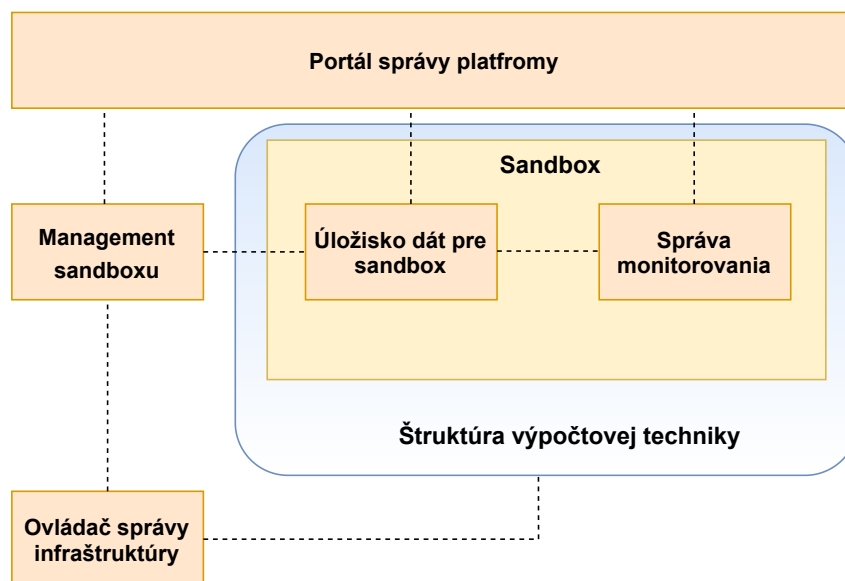 Portál správy platfromy
Sandbox
Management
sandboxu
Úložisko dát pre
sandbox
Správa
monitorovania
Štruktúra výpočtovej techniky
Ovládač správy
infraštruktúry